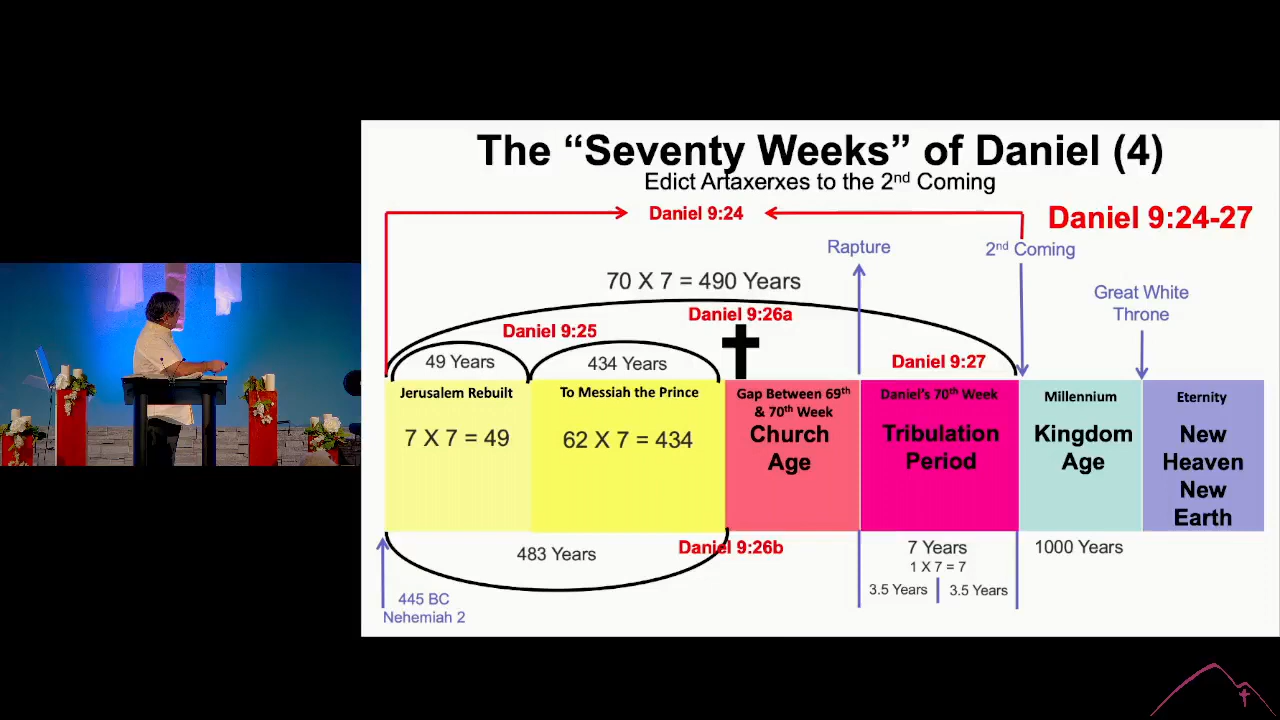 The “Seventy Weeks” of Daniel (4)
Edict Artaxerxes to the 2nd Coming
Daniel 9:24
Daniel 9:24-27
Rapture
2nd Coming
70 X 7 = 490 Years
Great White
Throne
Daniel 9:25
Daniel 9:26a
49 Years
434 Years
Daniel 9:27
Jerusalem Rebuilt
7 X 7 = 49
To Messiah the Prince
62 X 7 = 434
Gap Between 69th
& 70th Week
Church
Age
Daniel's 70th Week
Tribulation
Period
Millennium
Kingdom
Age
Eternity
New
Heaven
New
Earth
483 Years
Daniel 9:26b
7 Years
1 X 7 = 7
3.5 Years
3.5 Years
1000 Years
445 BC
Nehemiah 2